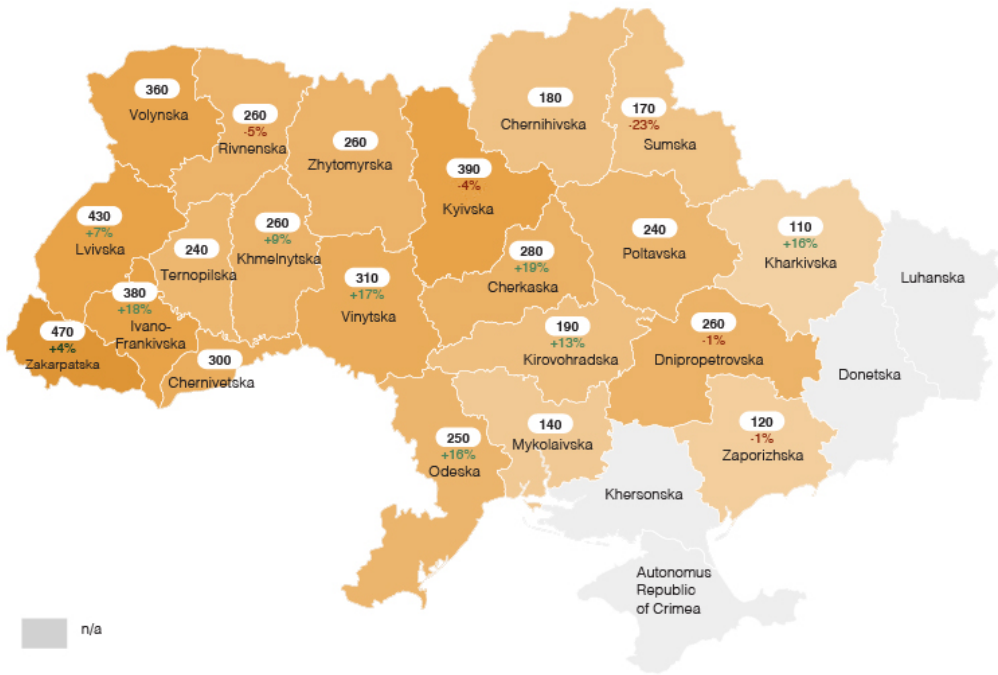 360
Volynska
260
-5%
Rivnenska
260
Zhytomyrska
390
-4%
Kyivska
180
Chernihivska
170
-23%
Sumska
430
+7%
Lvivska
240
Ternopilska
260
+9%
Khmelnytska
310
+17%
Vinytska
280
+19%
Cherkaska
240
Poltavska
110
+16%
Kharkivska
Luhanska
470
+4%
Zakarpatska
380
+18%
Ivano-
Frankivska
300
Chernivetska
190
+13%
Kirovohradska
260
-1%
Dnipropetrovska
Donetska
250
+16%
Odeska
140
Mykolaivska
120
-1%
Zaporizhska
Khersonska
Autonomus
Republic
of Crimea
n/a